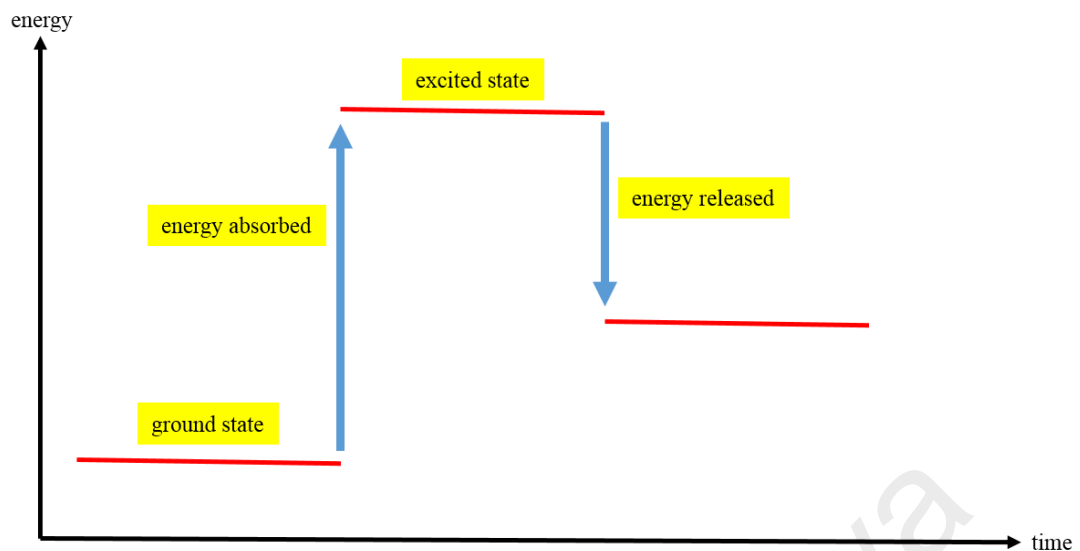 energy
excited state
energy released
energy absorbed
ground state
time